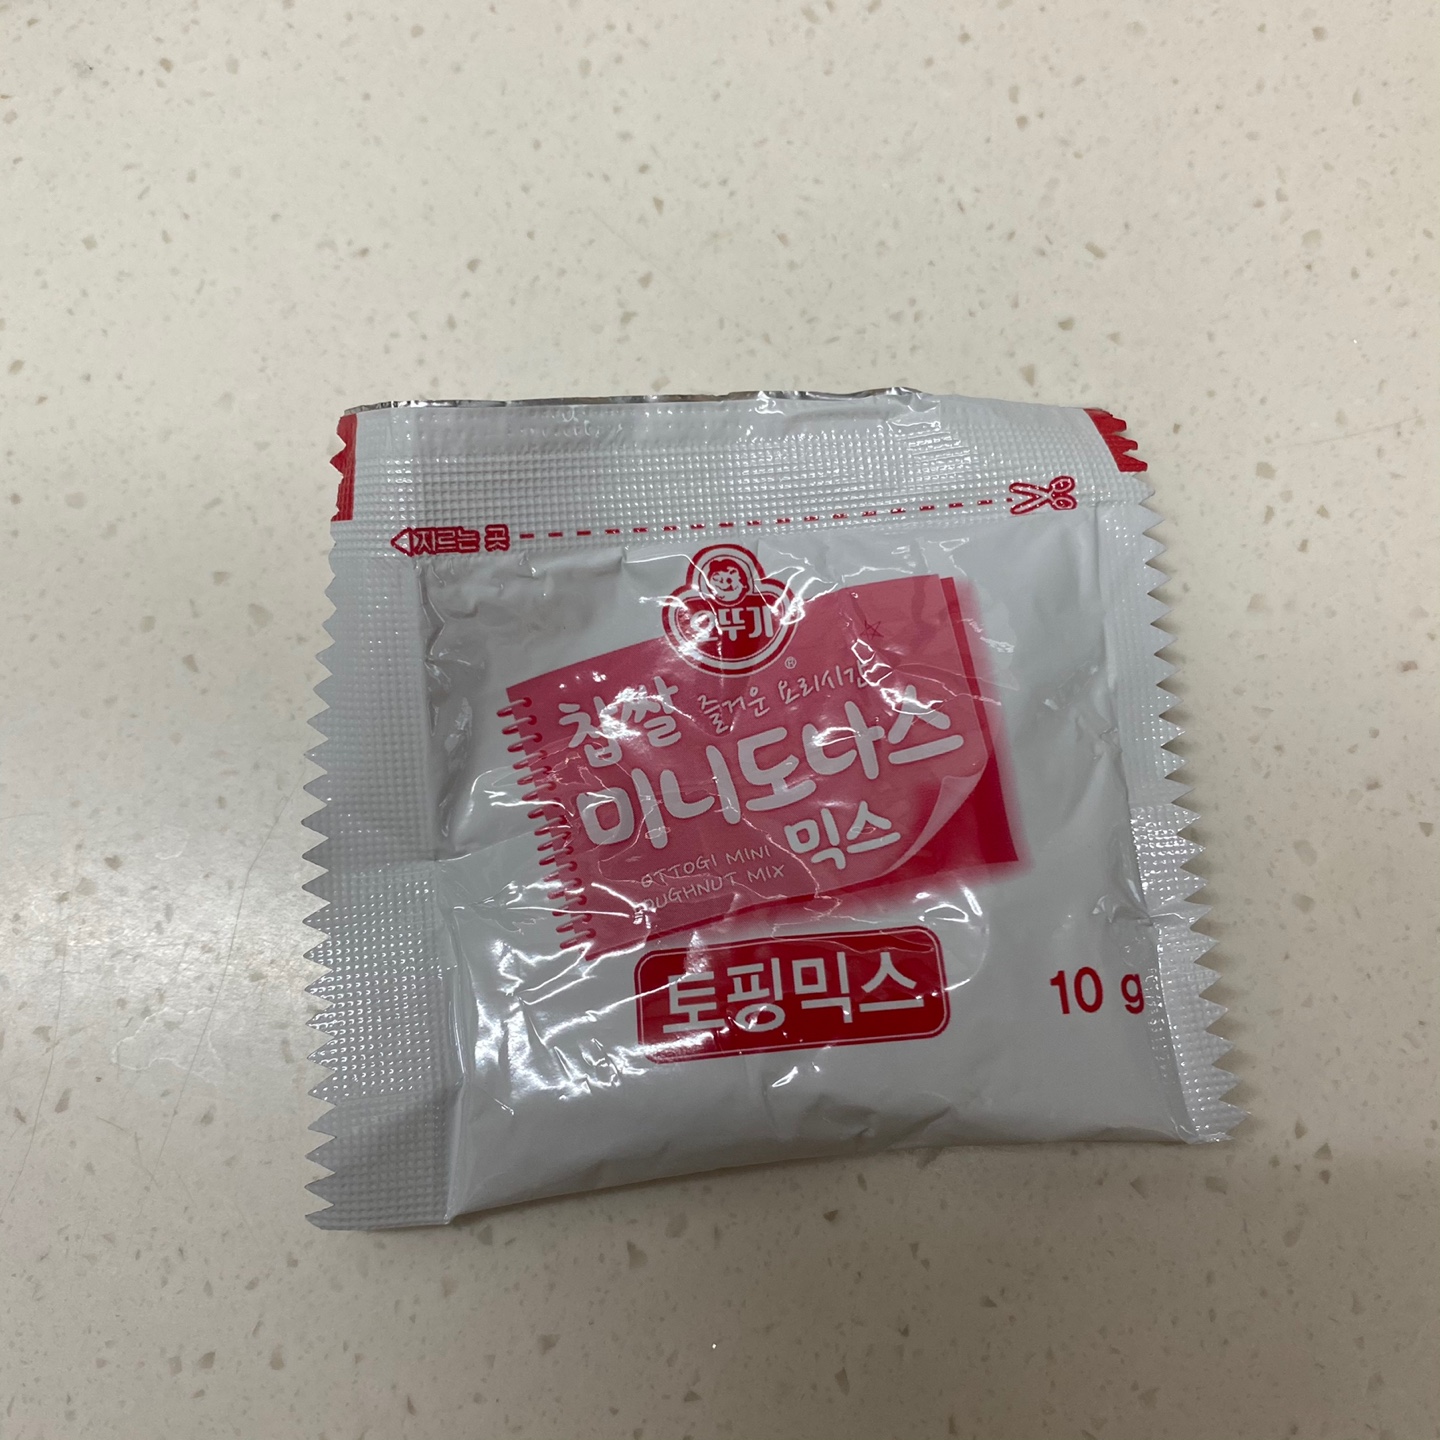 자르는 곳
오뚜기
®
즐거운 요리시간
찹쌀
미니도나스
믹스
OTTOGI MINI
DOUGHNUT MIX
토핑믹스
10 g